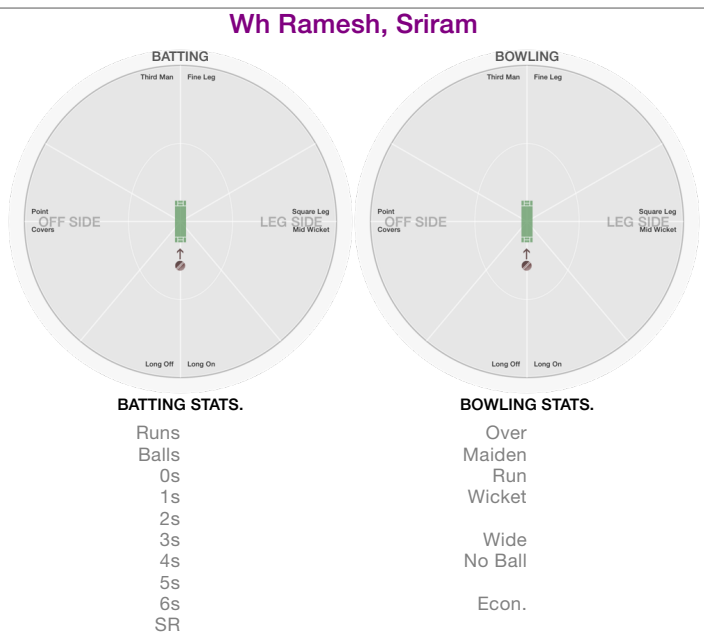 Wh Ramesh, Sriram
BATTING
Third Man Fine Leg
Point
OFF SIDE
Covers
Square Leg
LEG SIDE
Mid Wicket
Long Off Long On
BOWLING
Third Man Fine Leg
Point
OFF SIDE
Covers
Square Leg
LEG SIDE
Mid Wicket
Long Off Long On
BATTING STATS.
Runs
Balls
0s
1s
2s
3s
4s
5s
6s
SR
BOWLING STATS.
Over
Maiden
Run
Wicket
Wide
No Ball
Econ.